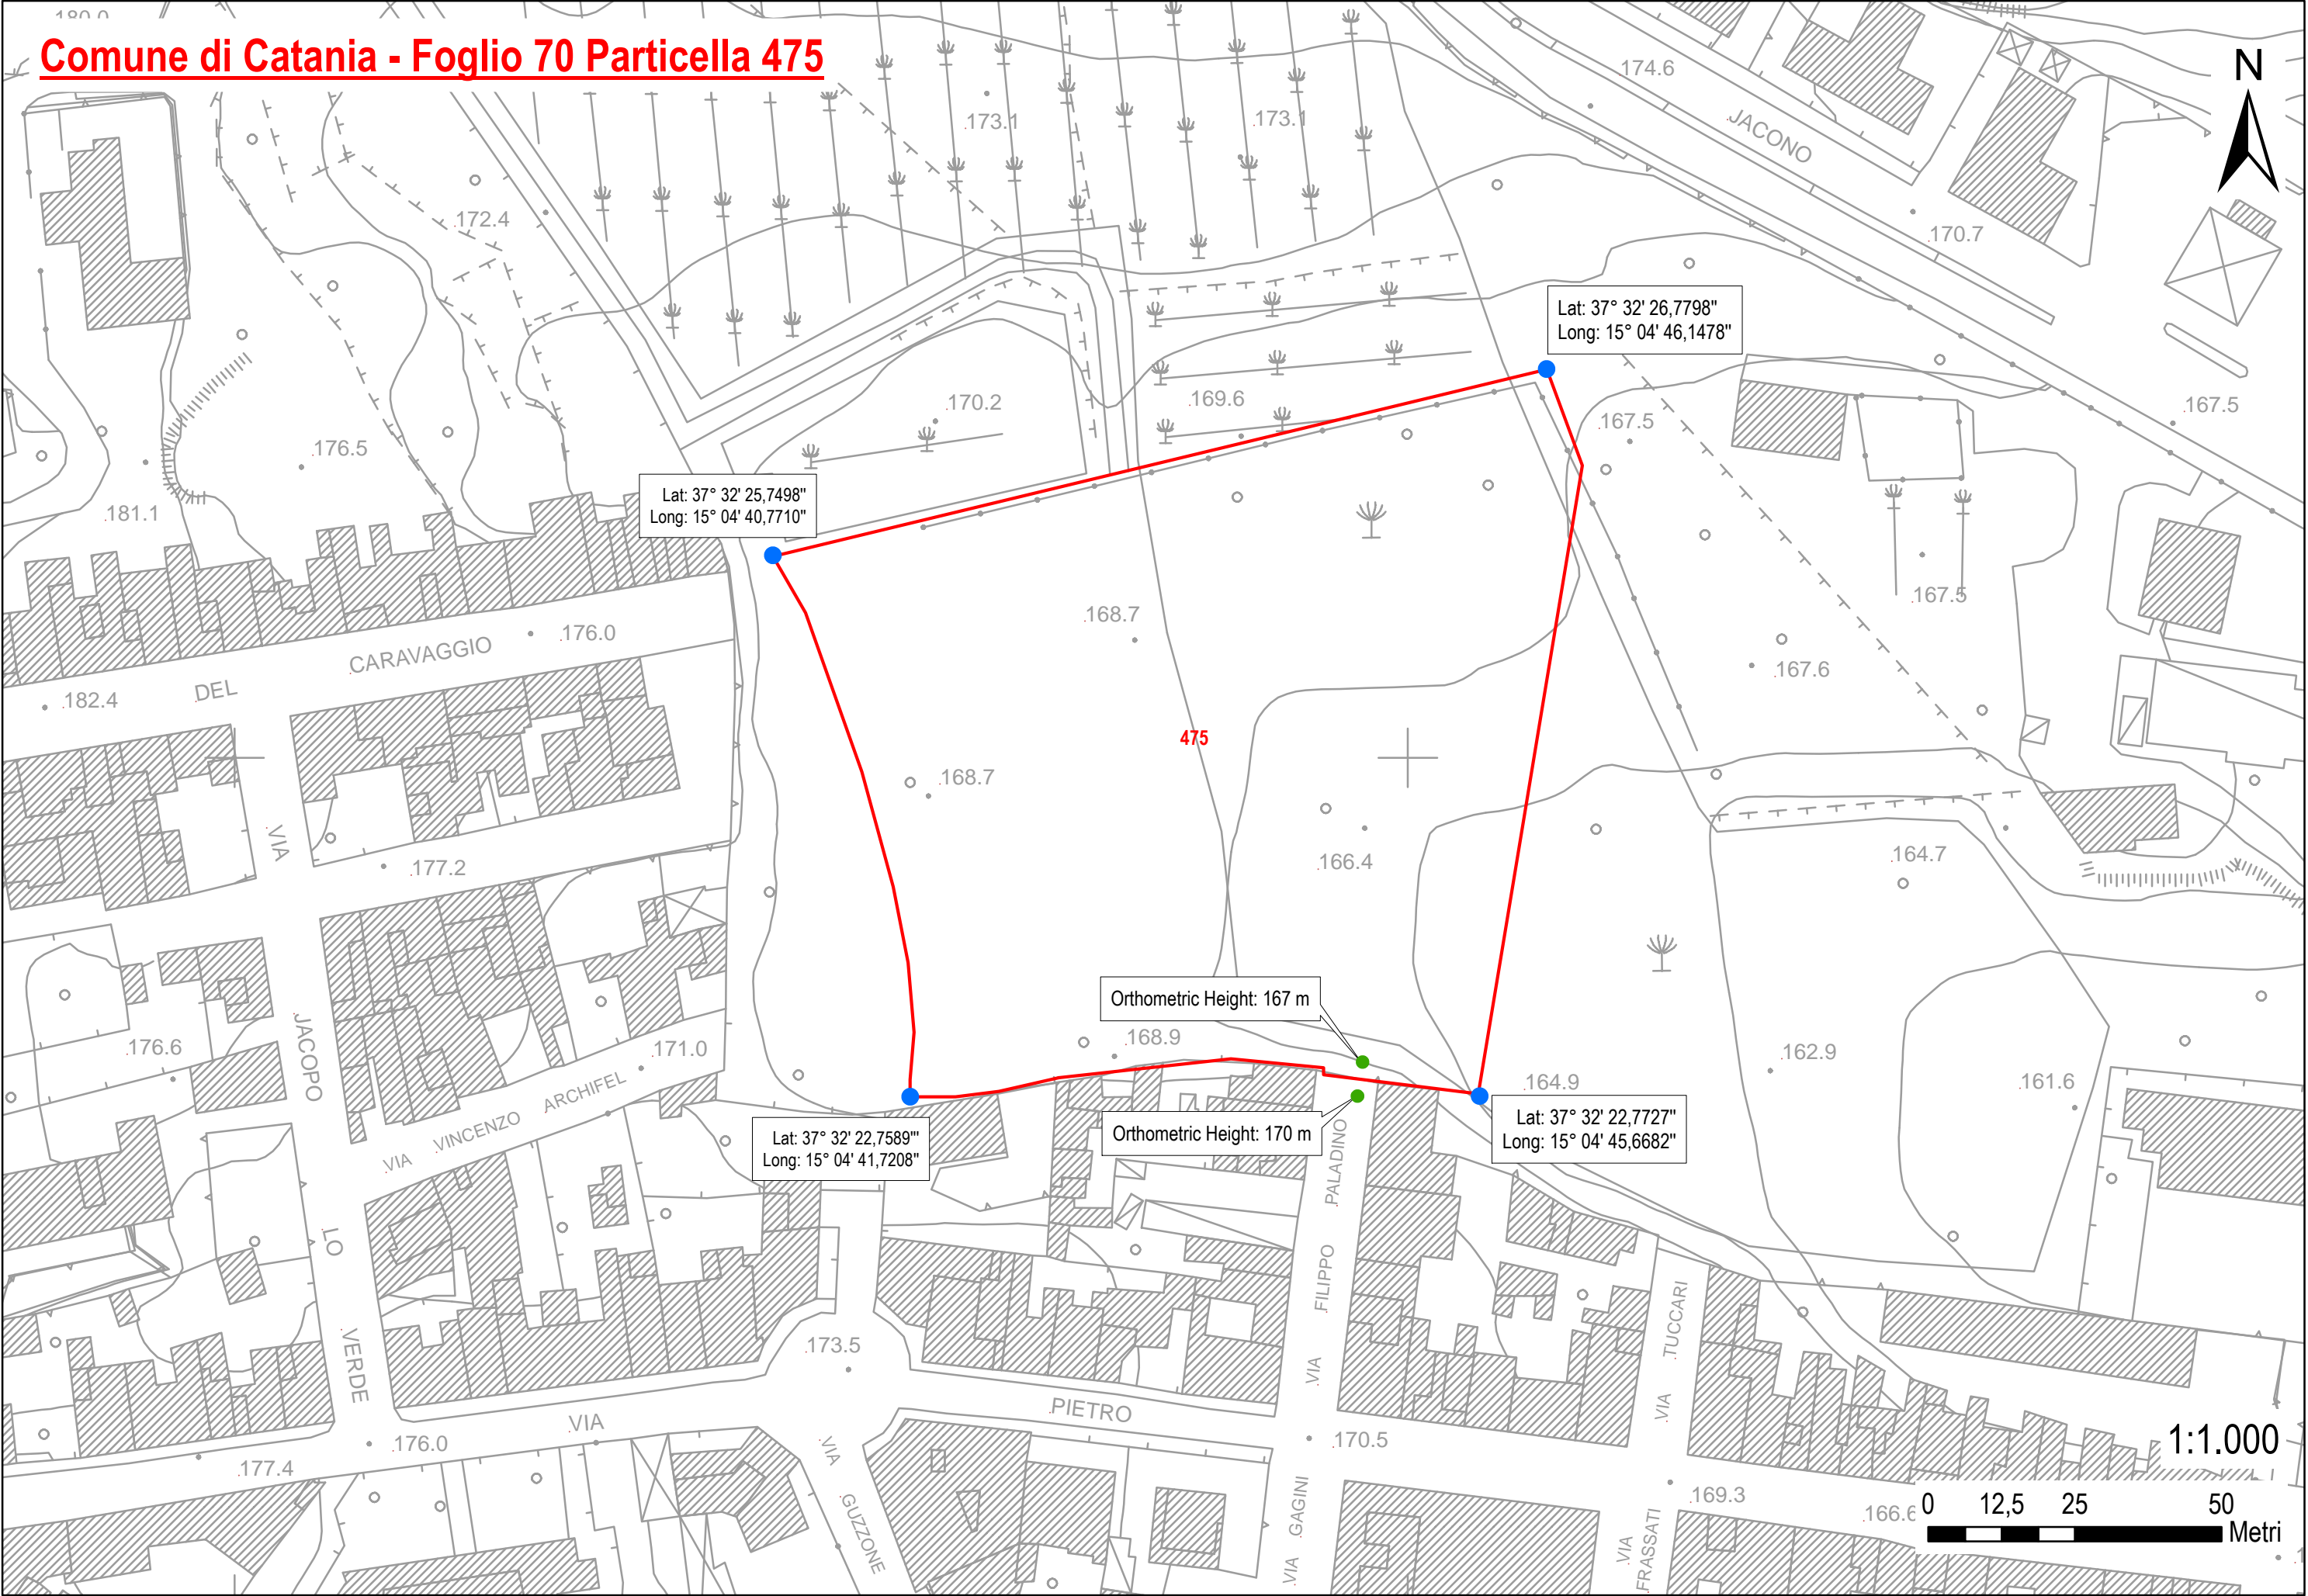 Comune di Catania - Foglio 70 Particella 475
N
174.6
JACONO
.173.1
.173.1
.172.4
.170.7
Lat: 37° 32' 26,7798"
Long: 15° 04' 46,1478"
.170.2
.169.6
.167.5
.167.5
.176.5
Lat: 37° 32' 25,7498"
Long: 15° 04' 40,7710"
.181.1
.167.5
.168.7
.176.0
CARAVAGGIO
DEL
.182.4
.167.6
475
.168.7
VIA
.177.2
.166.4
.164.7
Orthometric Height: 167 m
.168.9
JACOPO
.176.6
.171.0
.162.9
.164.9
.161.6
VIA VINCENZO ARCHIFEL
Lat: 37° 32' 22,7589'"
Long: 15° 04' 41,7208"
Orthometric Height: 170 m
Lat: 37° 32' 22,7727"
Long: 15° 04' 45,6682"
PALADINO
LO
FILIPPO
VERDE
.173.5
TUCCARI
VIA
VIA
PIETRO
VIA
.176.0
.177.4
VIA
GUZZONE
.170.5
VIA GAGINI
.169.3
VIA
FRASSATI
.166.6
1:1.000
0 12,5 25 50
Metri